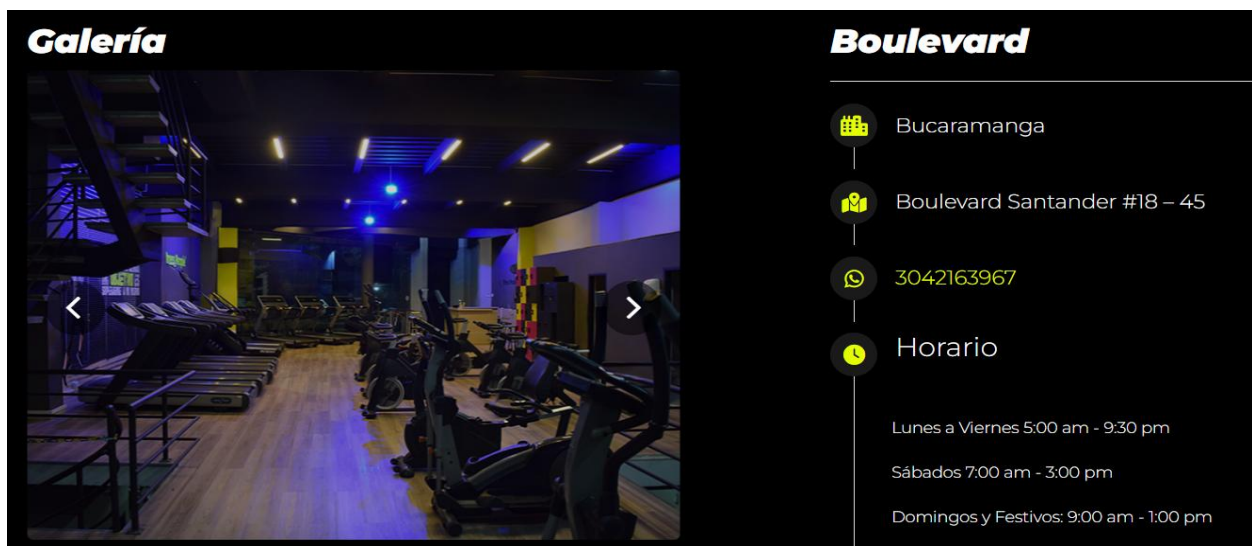 Galería
Boulevard
Bucaramanga
Boulevard Santander #18 – 45
3042163967
Horario
Lunes a Viernes 5:00 am - 9:30 pm
Sábados 7:00 am - 3:00 pm
Domingos y Festivos: 9:00 am - 1:00 pm